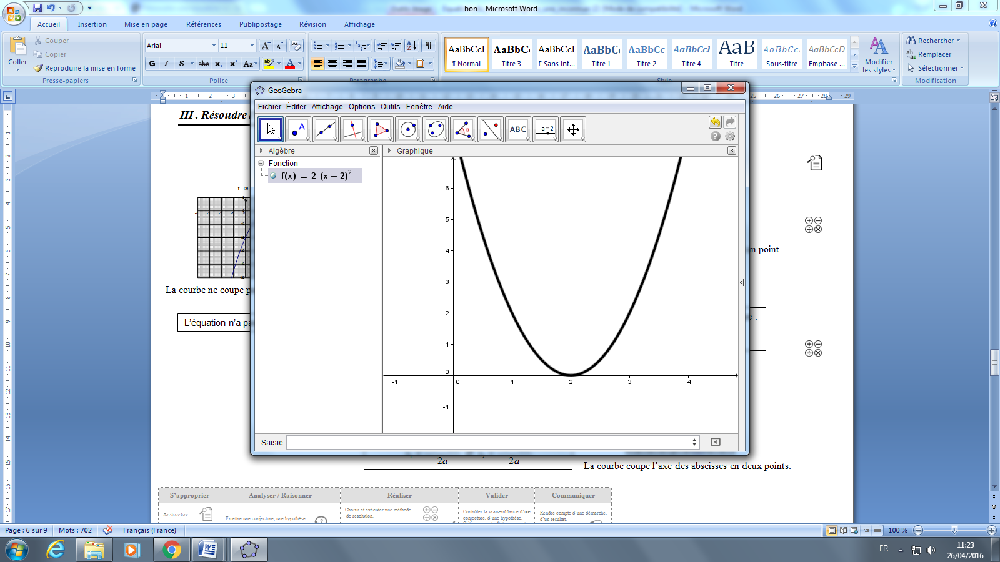 bon - Microsoft Word
Accueil Insertion Mise en page Références Publipostage Révision Affichage
Coller
Couper
Copier
Reproduire la mise en forme
Presse-papiers
Arial 11
G I S abc x₂ x² Aa
Police
Paragraphe
AaBbCcI AaBbC AaBbCcI AaBbC AaBbCc AaBbCcI AaB AaBbCc. AaBbCcD
¶ Normal Titre 3 ¶ Sans int... Titre 1 Titre 2 Titre 4 Titre Sous-titre Emphase ...
Style
Modifier les styles
Rechercher
Remplacer
Sélectionner
Modification
III . Résoudre
GeoGebra
Fichier Éditer Affichage Options Outils Fenêtre Aide
A
α
ABC
a = 2
Algèbre
Graphique
Fonction
f(x) = 2 (x − 2)²
6
5
4
3
2
1
0
-1
-1 0 1 2 3 4
Saisie:
n point
La courbe ne coupe p
L'équation n'a pa
e :
2a 2a
La courbe coupe l'axe des abscisses en deux points.
S'approprier Analyser / Raisonner Réaliser Valider Communiquer
Rechercher
Emettre une conjecture, une hypothèse.
Choisir et exécuter une méthode
de résolution.
Contrôler la vraisemblance d'une
conjecture, d'une hypothèse.
Rendre compte d'une démarche,
d'un résultat,
Page : 6 sur 9 Mots : 702 Français (France) 100 %
FR
11:23
26/04/2016